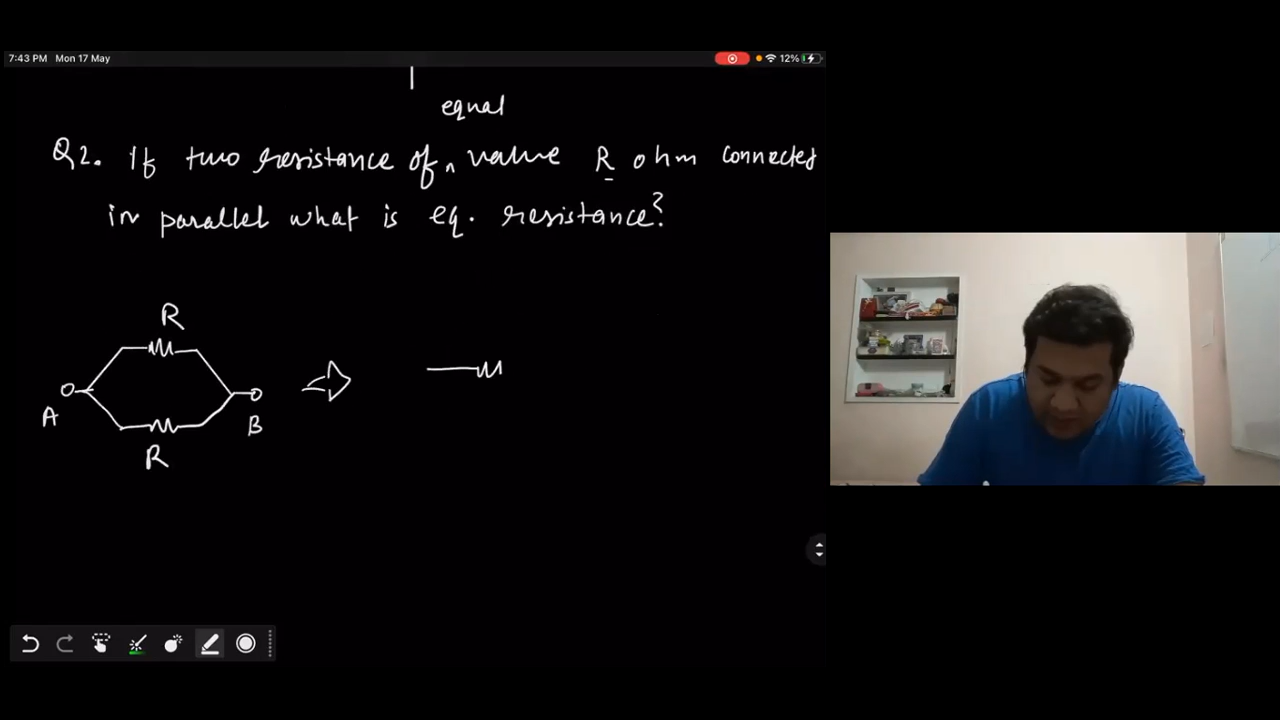 7:43 PM Mon 17 May
12%
equal
Q2. If two resistance of ^ value R ohm connected
in parallel what is eq. resistance?
R
A
B
R